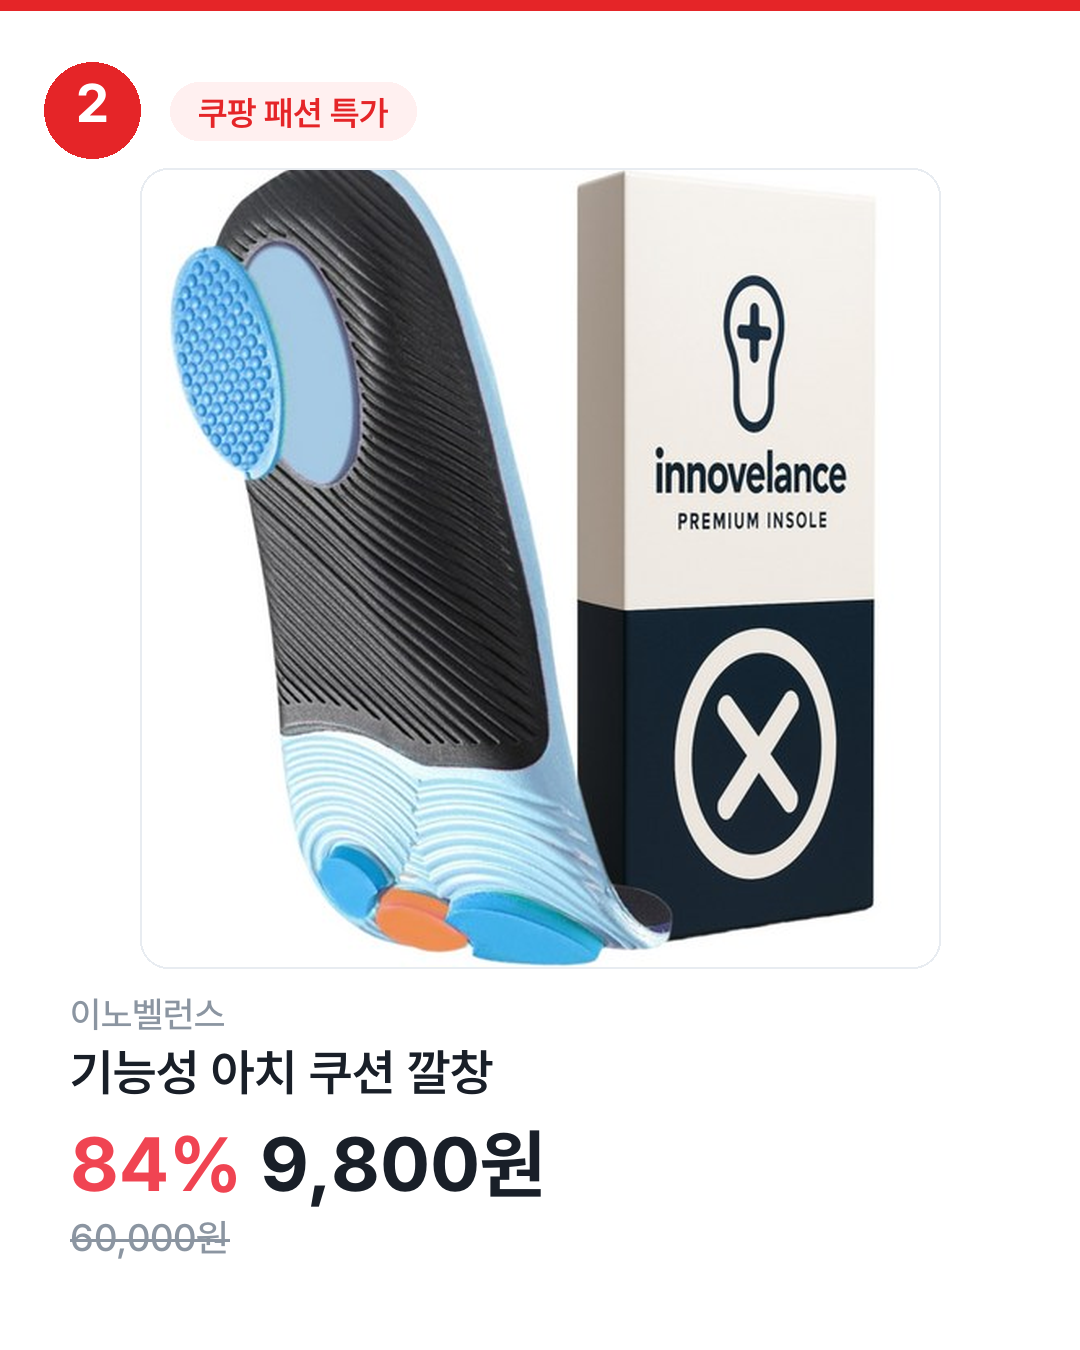 2
쿠팡 패션 특가
innovelance
PREMIUM INSOLE
이노벨런스
기능성 아치 쿠션 깔창
84% 9,800원
60,000원